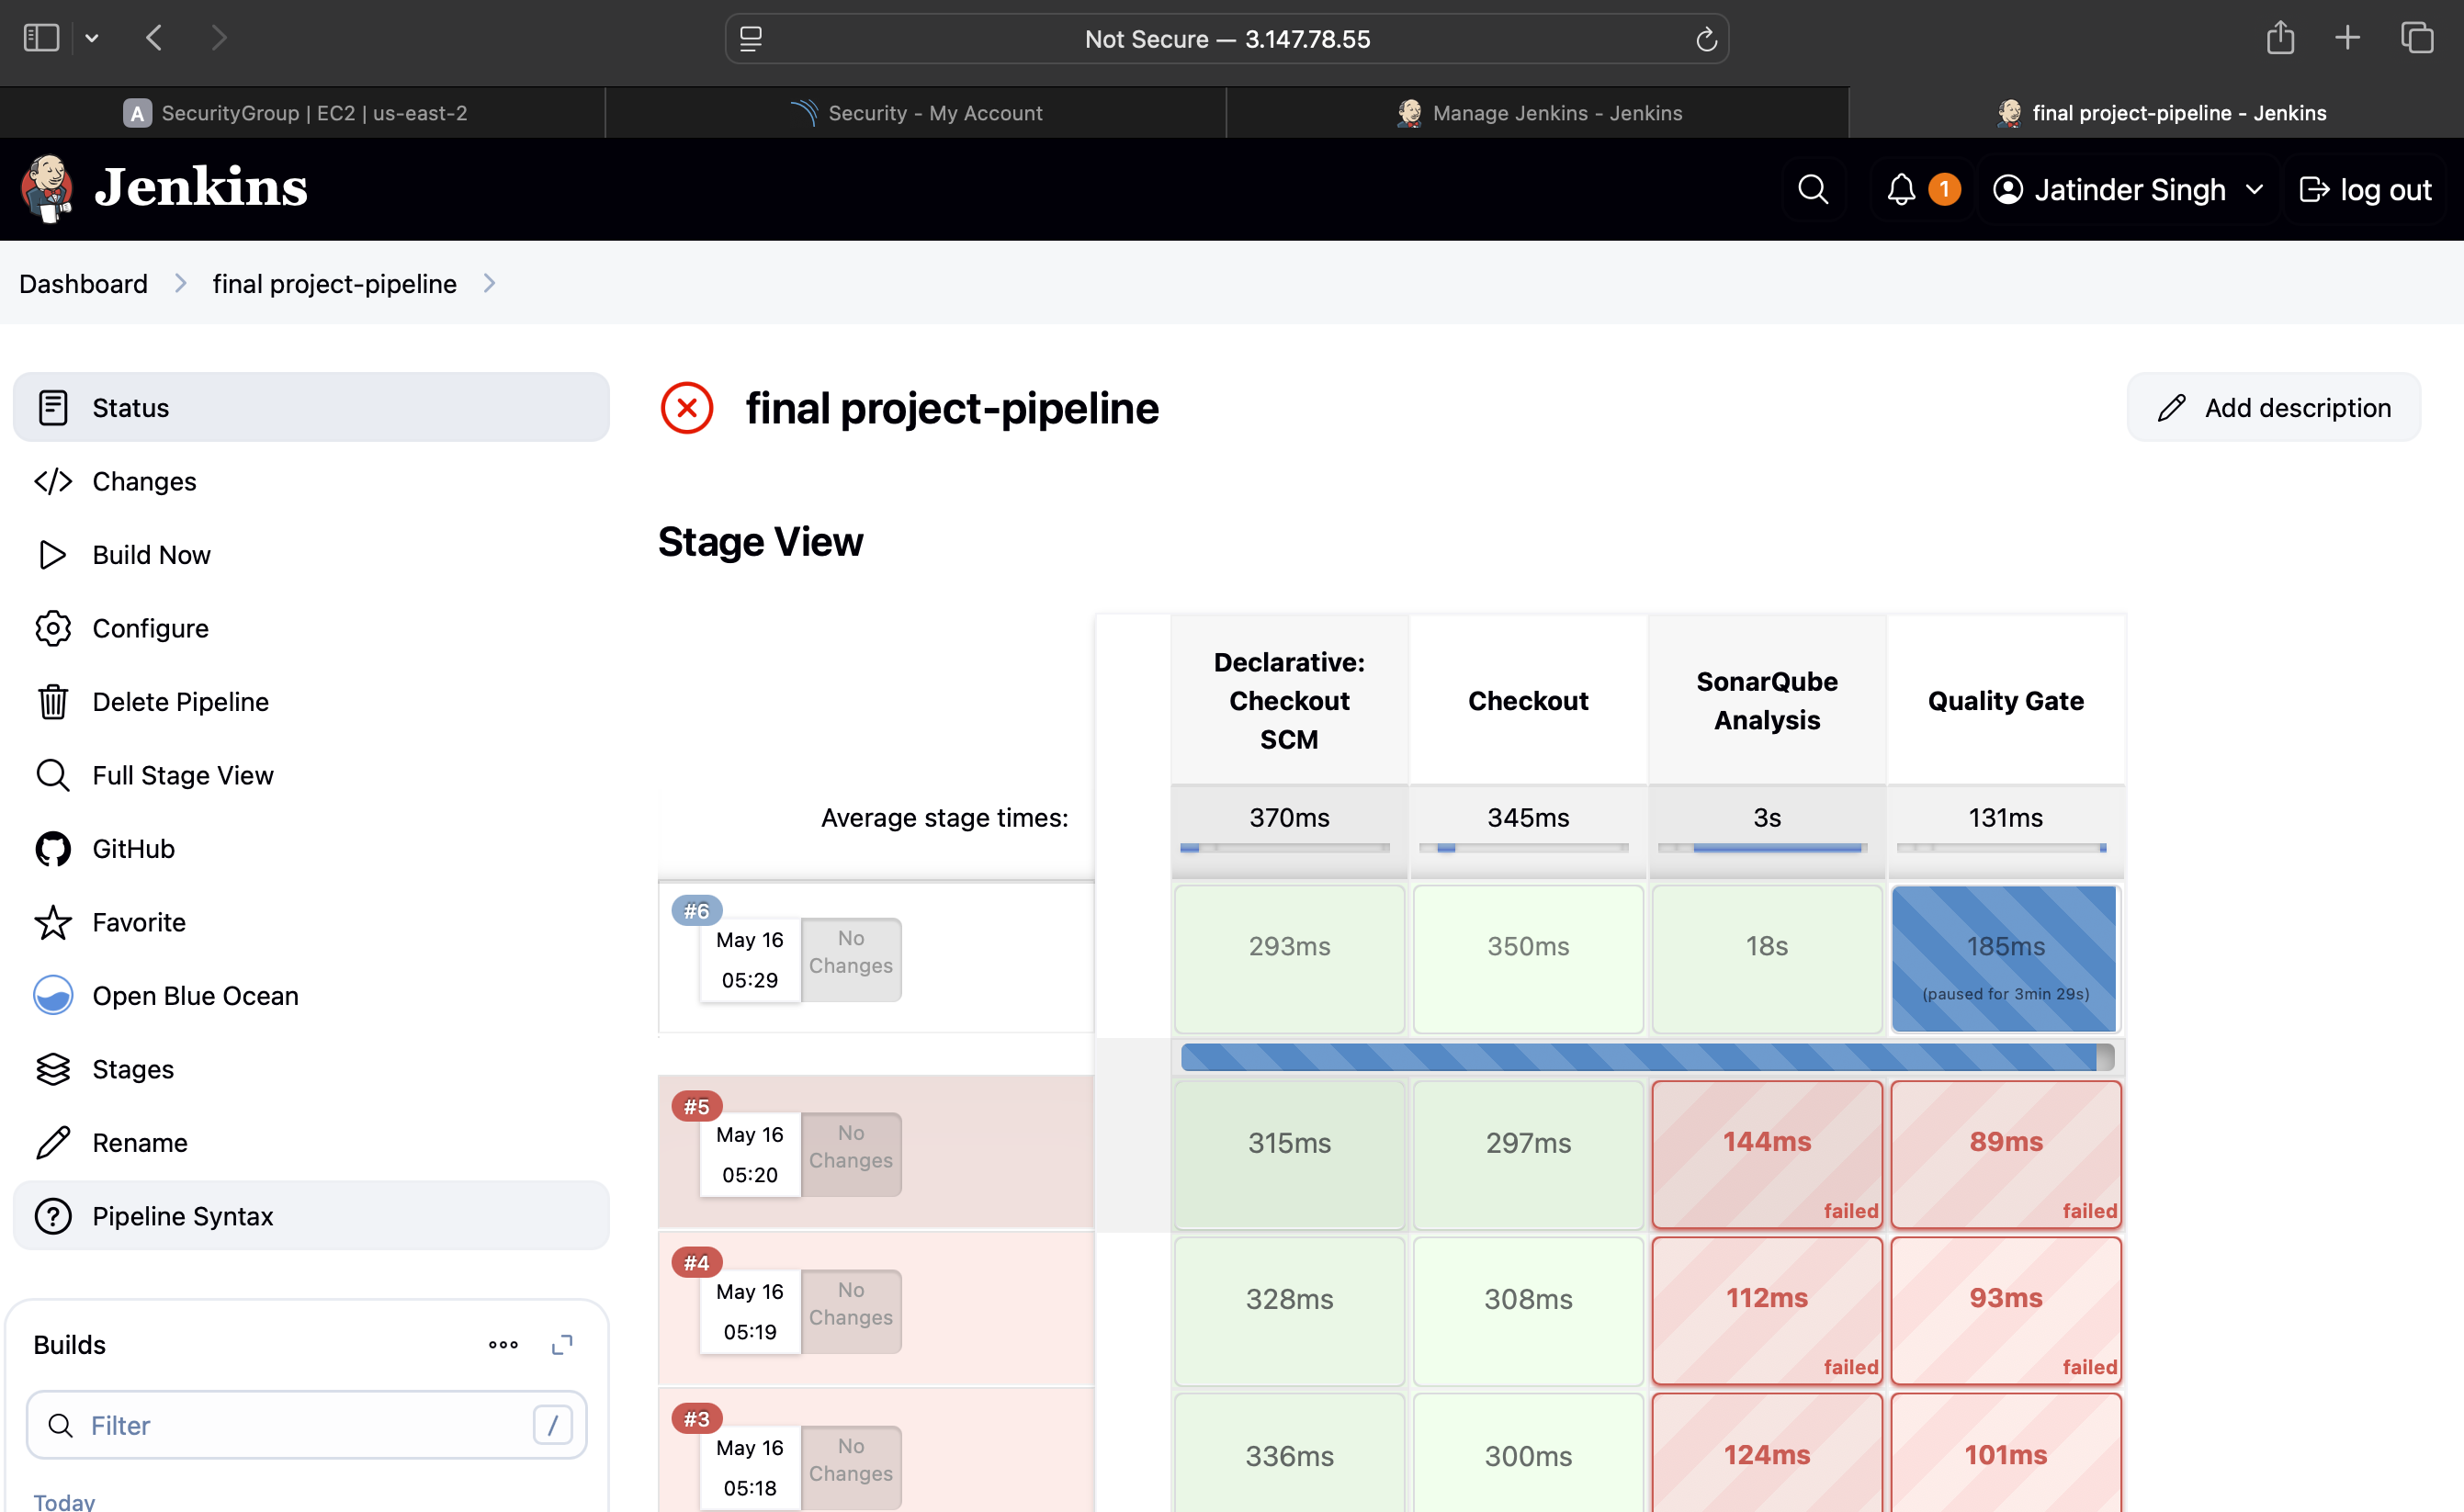 Not Secure — 3.147.78.55
A SecurityGroup | EC2 | us-east-2
Security - My Account
Manage Jenkins - Jenkins
final project-pipeline - Jenkins
Jenkins
1
Jatinder Singh
log out
Dashboard
final project-pipeline
Status
Changes
Build Now
Configure
Delete Pipeline
Full Stage View
GitHub
Favorite
Open Blue Ocean
Stages
Rename
Pipeline Syntax
Builds
Filter
/
Today
final project-pipeline
Add description
Stage View
Declarative:
Checkout
SCM
Checkout
SonarQube
Analysis
Quality Gate
Average stage times:
370ms
345ms
3s
131ms
#6
May 16
05:29
No
Changes
293ms
350ms
18s
185ms
(paused for 3min 29s)
#5
May 16
05:20
No
Changes
315ms
297ms
144ms
failed
89ms
failed
#4
May 16
05:19
No
Changes
328ms
308ms
112ms
failed
93ms
failed
#3
May 16
05:18
No
Changes
336ms
300ms
124ms
101ms